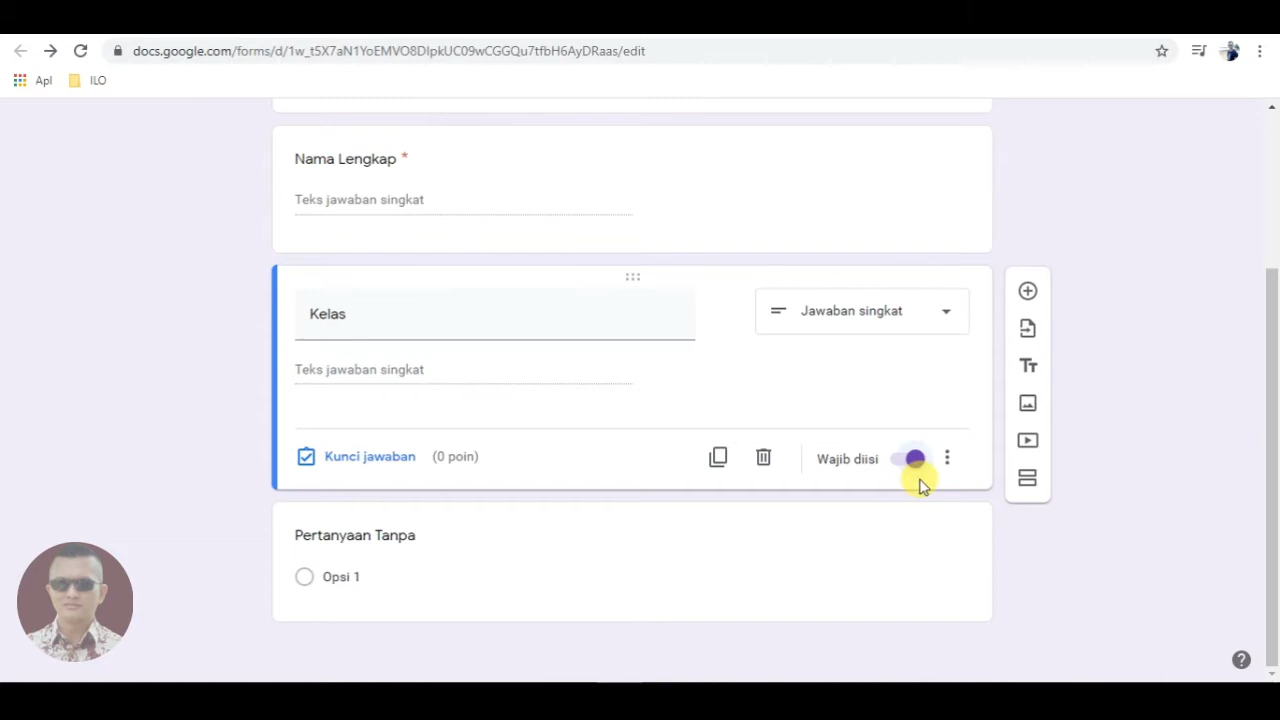 docs.google.com/forms/d/1w_t5X7aN1YoEMVO8DIpkUC09wCGGQu7tfbH6AyDRaas/edit
Apl ILO
Nama Lengkap *
Teks jawaban singkat
Kelas
Jawaban singkat
Teks jawaban singkat
Kunci jawaban (0 poin)
Wajib diisi
Pertanyaan Tanpa
Opsi 1